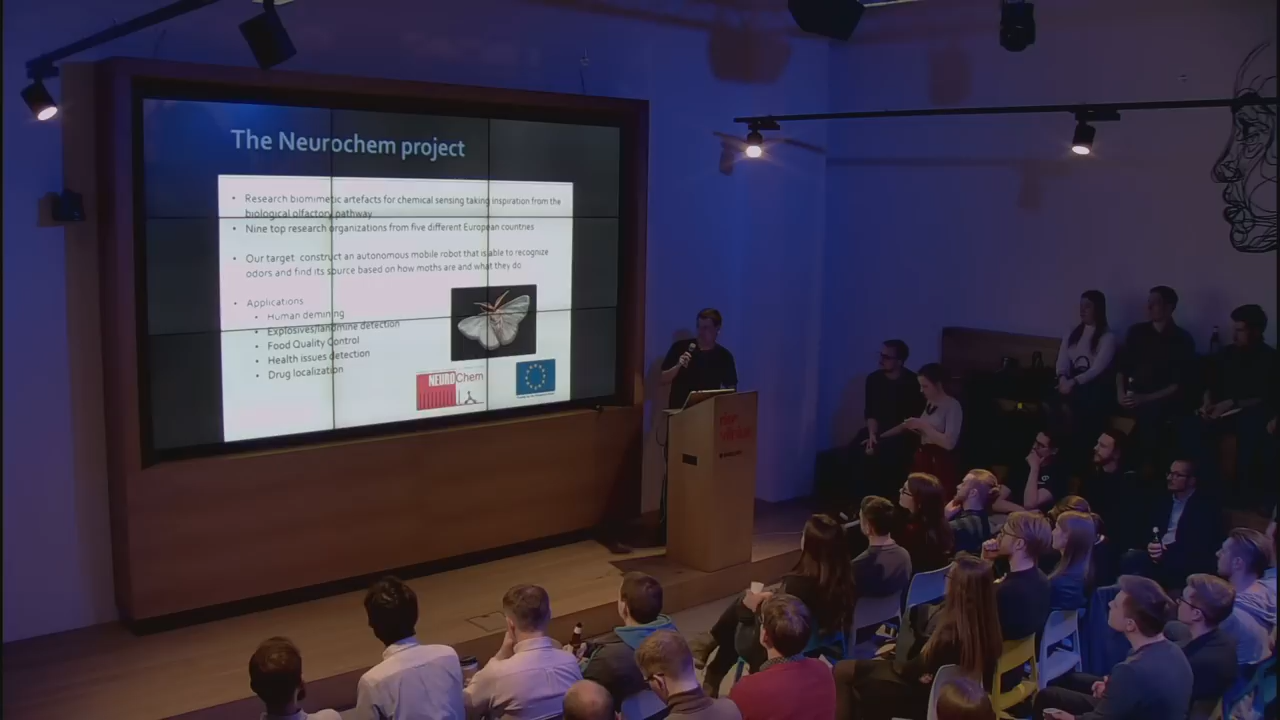 The Neurochem project
• Research biomimetic artefacts for chemical sensing taking inspiration from the
biological olfactory pathway
• Nine top research organizations from five different European countries
• Our target construct an autonomous mobile robot that is able to recognize
odors and find its source based on how moths are and what they do
• Applications
• Human demining
• Explosives/landmine detection
• Food Quality Control
• Health issues detection
• Drug localization
NEUROChem